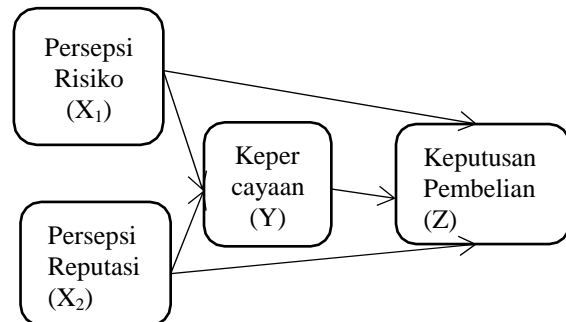 Persepsi
Risiko
(X₁)
Keper
cayaan
(Y)
Keputusan
Pembelian
(Z)
Persepsi
Reputasi
(X₂)